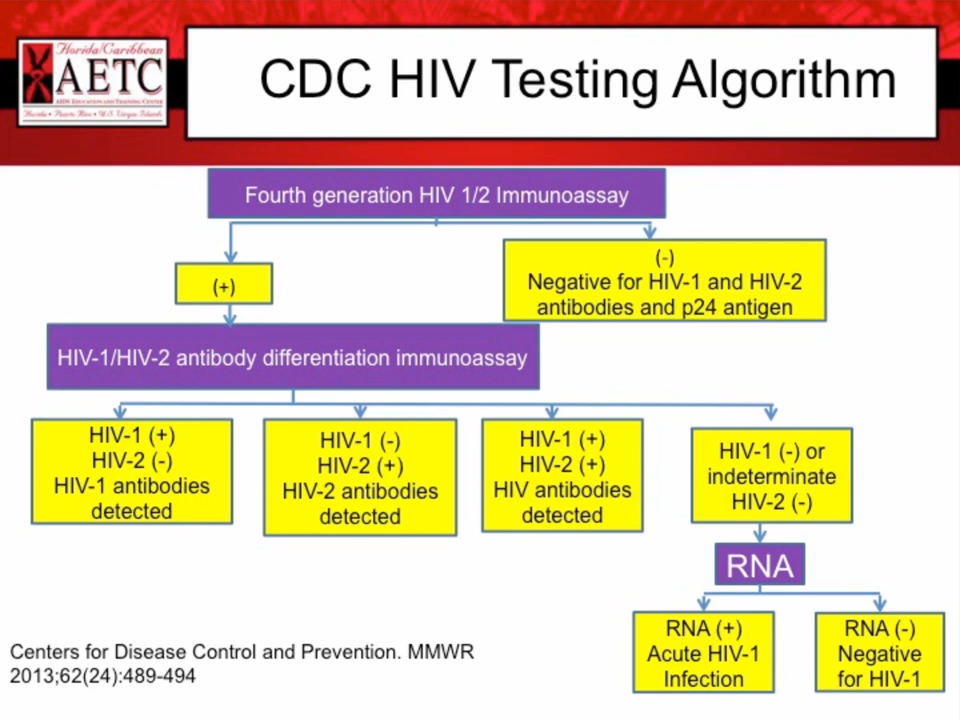 Florida/Caribbean
AETC
AIDS EDUCATION AND TRAINING CENTER
Florida • Puerto Rico • U.S. Virgin Islands
CDC HIV Testing Algorithm
Fourth generation HIV 1/2 Immunoassay
(+)
(-)
Negative for HIV-1 and HIV-2
antibodies and p24 antigen
HIV-1/HIV-2 antibody differentiation immunoassay
HIV-1 (+)
HIV-2 (-)
HIV-1 antibodies
detected
HIV-1 (-)
HIV-2 (+)
HIV-2 antibodies
detected
HIV-1 (+)
HIV-2 (+)
HIV antibodies
detected
HIV-1 (-) or
indeterminate
HIV-2 (-)
RNA
RNA (+)
Acute HIV-1
Infection
RNA (-)
Negative
for HIV-1
Centers for Disease Control and Prevention. MMWR
2013;62(24):489-494